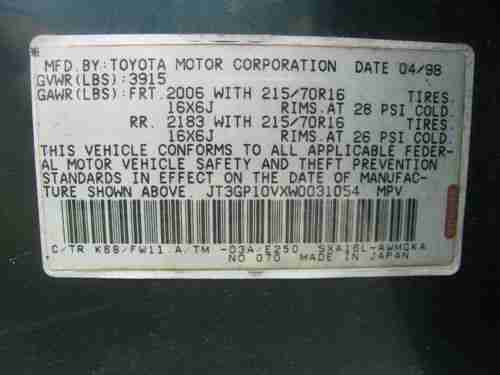 MFD.BY:TOYOTA MOTOR CORPORATION DATE 04/98
GVWR(LBS):3915
GAWR(LBS):FRT.2006 WITH 215/70R16 TIRES.
16X6J RIMS.AT 28 PSI COLD.
RR. 2183 WITH 215/70R16 TIRES.
16X6J RIMS.AT 26 PSI COLD.
THIS VEHICLE CONFORMS TO ALL APPLICABLE FEDER-
AL MOTOR VEHICLE SAFETY AND THEFT PREVENTION
STANDARDS IN EFFECT ON THE DATE OF MANUFAC-
TURE SHOWN ABOVE. JT3GP10VXW0031054 MPV
C/TR K68/FW11 A/TM -03A/E250 SXA16L-AWMGKA
NO 070 MADE IN JAPAN